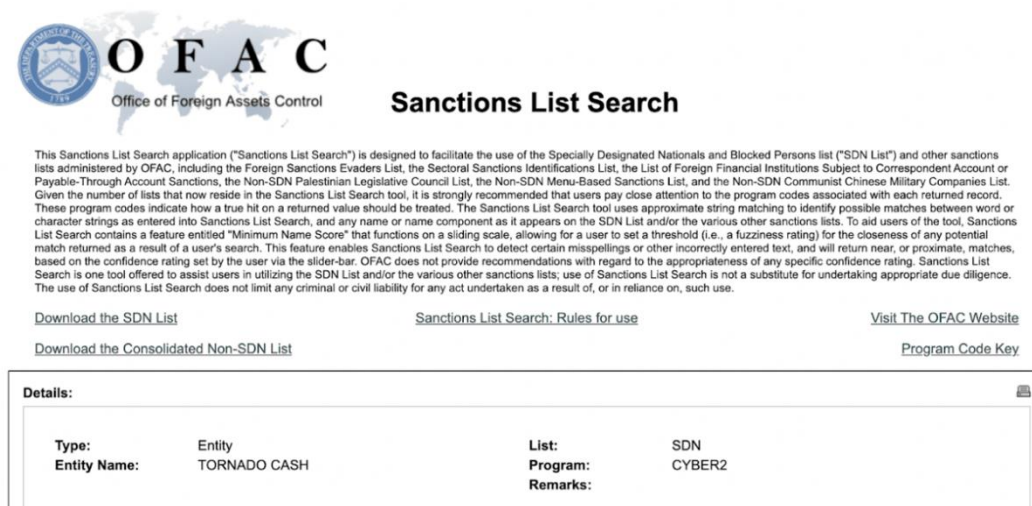 OFAC
Office of Foreign Assets Control
Sanctions List Search
This Sanctions List Search application ("Sanctions List Search") is designed to facilitate the use of the Specially Designated Nationals and Blocked Persons list ("SDN List") and other sanctions
lists administered by OFAC, including the Foreign Sanctions Evaders List, the Sectoral Sanctions Identifications List, the List of Foreign Financial Institutions Subject to Correspondent Account or
Payable-Through Account Sanctions, the Non-SDN Palestinian Legislative Council List, the Non-SDN Menu-Based Sanctions List, and the Non-SDN Communist Chinese Military Companies List.
Given the number of lists that now reside in the Sanctions List Search tool, it is strongly recommended that users pay close attention to the program codes associated with each returned record.
These program codes indicate how a true hit on a returned value should be treated. The Sanctions List Search tool uses approximate string matching to identify possible matches between word or
character strings as entered into Sanctions List Search, and any name or name component as it appears on the SDN List and/or the various other sanctions lists. To aid users of the tool, Sanctions
List Search contains a feature entitled "Minimum Name Score" that functions on a sliding scale, allowing for a user to set a threshold (i.e., a fuzziness rating) for the closeness of any potential
match returned as a result of a user's search. This feature enables Sanctions List Search to detect certain misspellings or other incorrectly entered text, and will return near, or proximate, matches,
based on the confidence rating set by the user via the slider-bar. OFAC does not provide recommendations with regard to the appropriateness of any specific confidence rating. Sanctions List
Search is one tool offered to assist users in utilizing the SDN List and/or the various other sanctions lists; use of Sanctions List Search is not a substitute for undertaking appropriate due diligence.
The use of Sanctions List Search does not limit any criminal or civil liability for any act undertaken as a result of, or in reliance on, such use.
Download the SDN List Sanctions List Search: Rules for use Visit The OFAC Website
Download the Consolidated Non-SDN List Program Code Key
Details:
Type: Entity List: SDN
Entity Name: TORNADO CASH Program: CYBER2
Remarks: